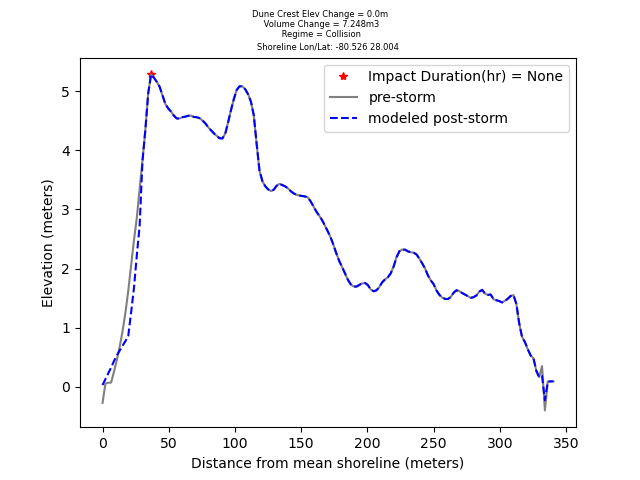 Dune Crest Elev Change = 0.0m
Volume Change = 7.248m3
Regime = Collision
Shoreline Lon/Lat: -80.526 28.004
Impact Duration(hr) = None
pre-storm
modeled post-storm
Elevation (meters)
5
4
3
2
1
0
0 50 100 150 200 250 300 350
Distance from mean shoreline (meters)